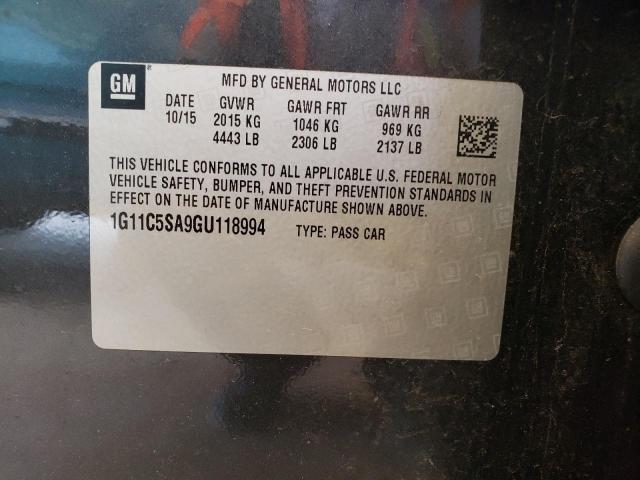 GM
MFD BY GENERAL MOTORS LLC
DATE GVWR GAWR FRT GAWR RR
10/15 2015 KG 1046 KG 969 KG
4443 LB 2306 LB 2137 LB
THIS VEHICLE CONFORMS TO ALL APPLICABLE U.S. FEDERAL MOTOR
VEHICLE SAFETY, BUMPER, AND THEFT PREVENTION STANDARDS IN
EFFECT ON THE DATE OF MANUFACTURE SHOWN ABOVE.
1G11C5SA9GU118994 TYPE: PASS CAR